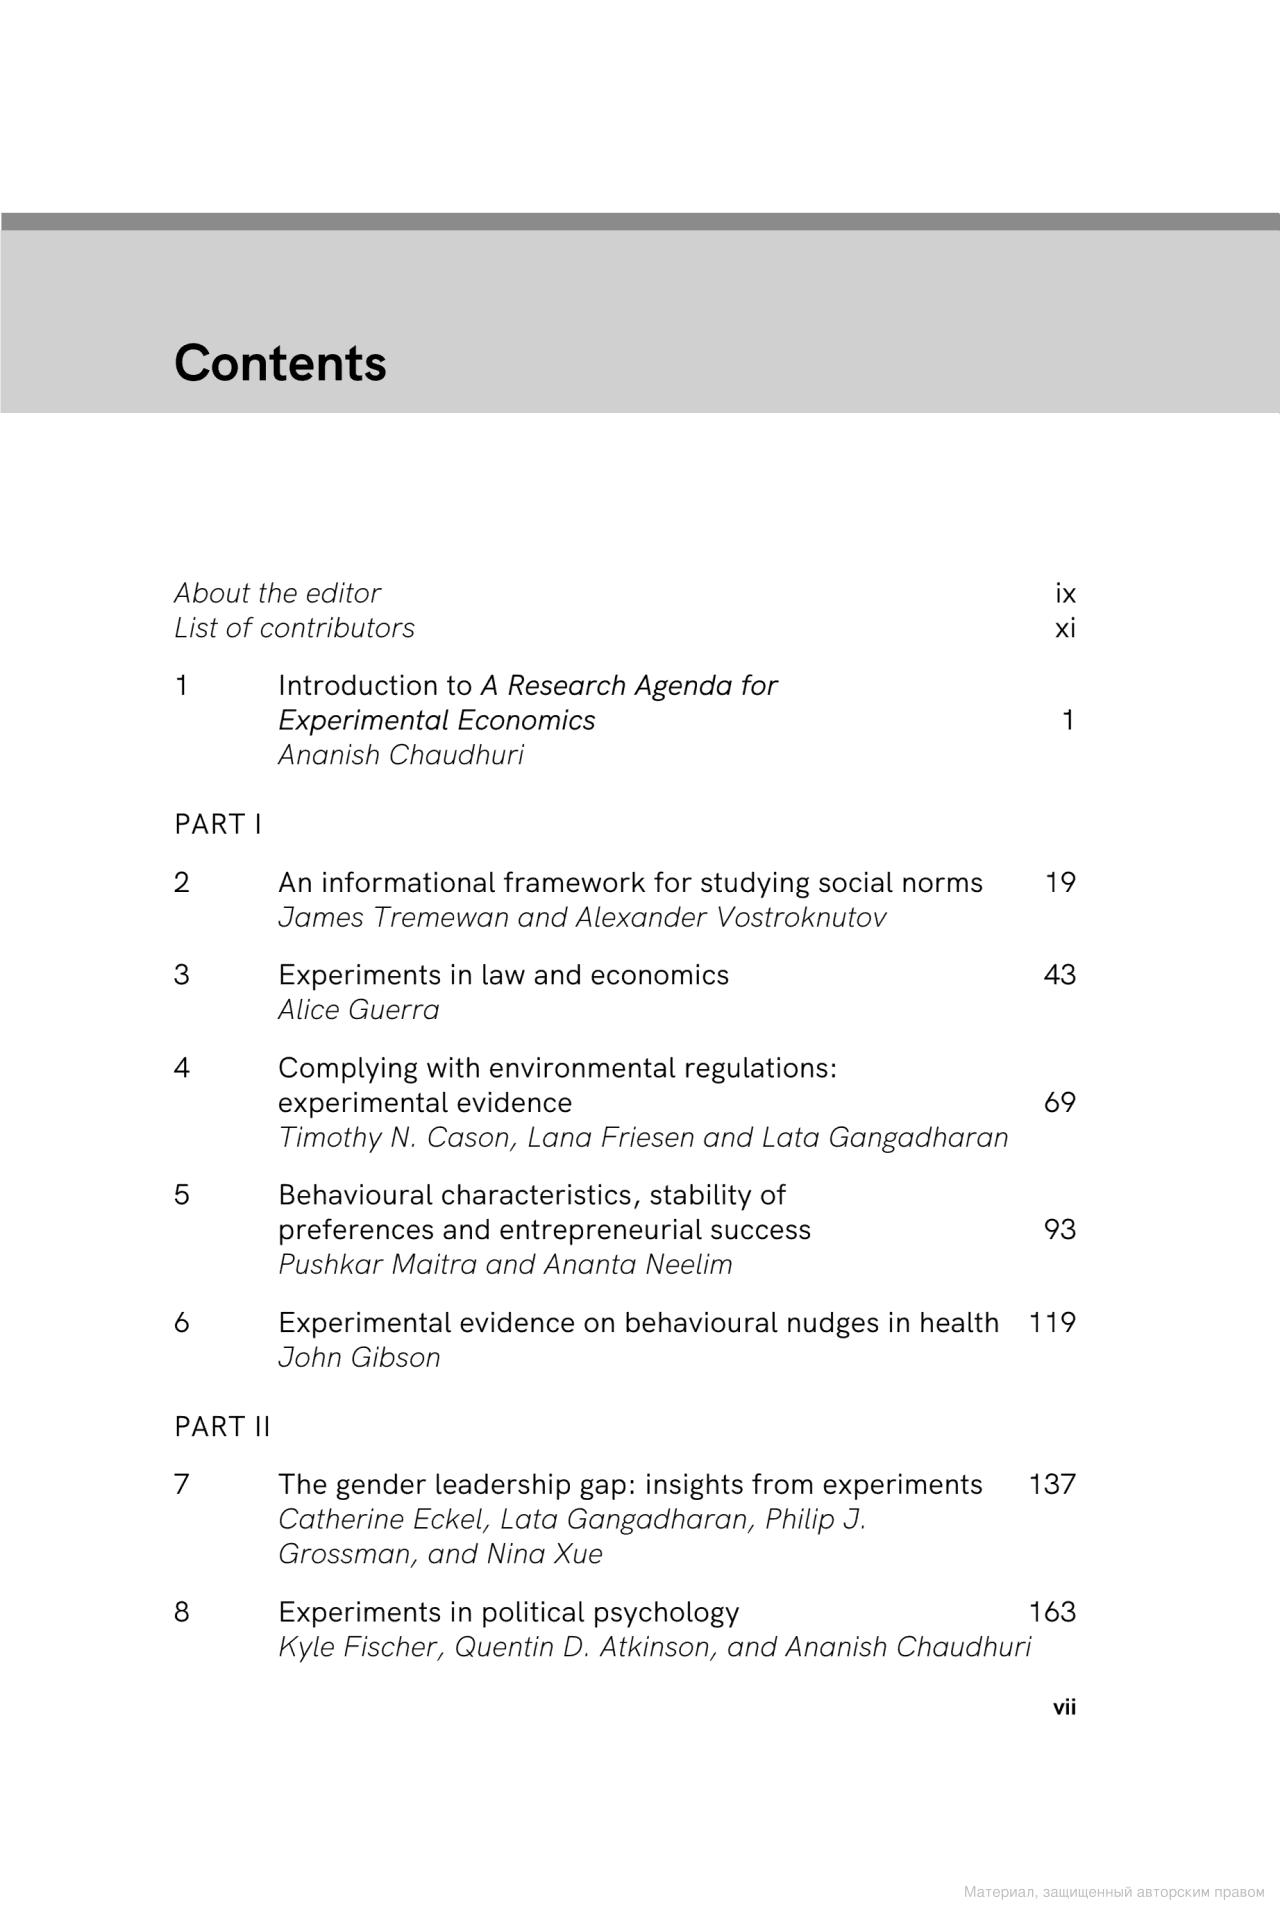 Contents
About the editor ix
List of contributors xi
1 Introduction to A Research Agenda for
Experimental Economics 1
Ananish Chaudhuri
PART I
2 An informational framework for studying social norms 19
James Tremewan and Alexander Vostroknutov
3 Experiments in law and economics 43
Alice Guerra
4 Complying with environmental regulations:
experimental evidence 69
Timothy N. Cason, Lana Friesen and Lata Gangadharan
5 Behavioural characteristics, stability of
preferences and entrepreneurial success 93
Pushkar Maitra and Ananta Neelim
6 Experimental evidence on behavioural nudges in health 119
John Gibson
PART II
7 The gender leadership gap: insights from experiments 137
Catherine Eckel, Lata Gangadharan, Philip J.
Grossman, and Nina Xue
8 Experiments in political psychology 163
Kyle Fischer, Quentin D. Atkinson, and Ananish Chaudhuri
vii
Материал, защищенный авторским правом